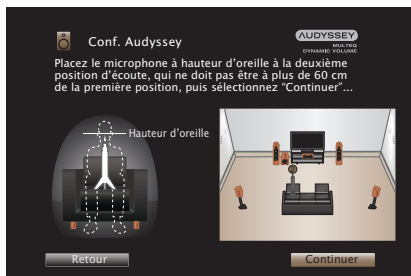 Conf. Audyssey
AUDYSSEY
MULTEQ
DYNAMIC VOLUME
Placez le microphone à hauteur d'oreille à la deuxième
position d'écoute, qui ne doit pas être à plus de 60 cm
de la première position, puis sélectionnez "Continuer"...
Hauteur d'oreille
Retour
Continuer